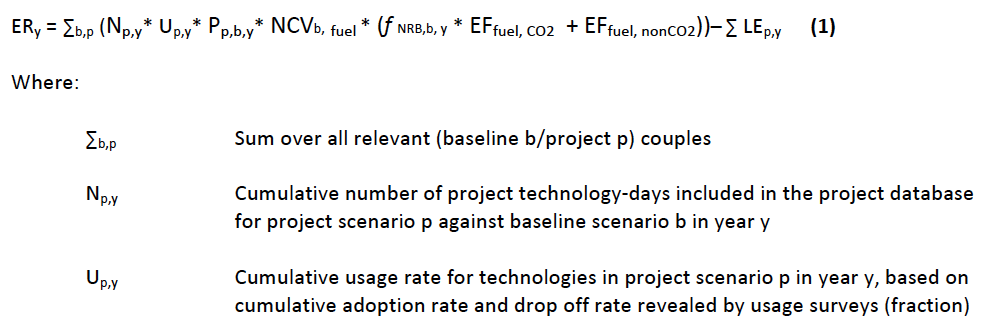 ERy = ∑b,p (Np,y* Up,y* Pp,b,y* NCVb, fuel * (f NRB,b, y * EFfuel, CO2 + EFfuel, nonCO2))– ∑ LEp,y (1)
Where:
∑b,p Sum over all relevant (baseline b/project p) couples
Np,y Cumulative number of project technology-days included in the project database
for project scenario p against baseline scenario b in year y
Up,y Cumulative usage rate for technologies in project scenario p in year y, based on
cumulative adoption rate and drop off rate revealed by usage surveys (fraction)